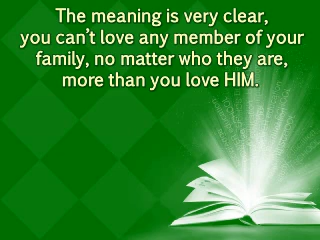 The meaning is very clear,
you can't love any member of your
family, no matter who they are,
more than you love HIM.